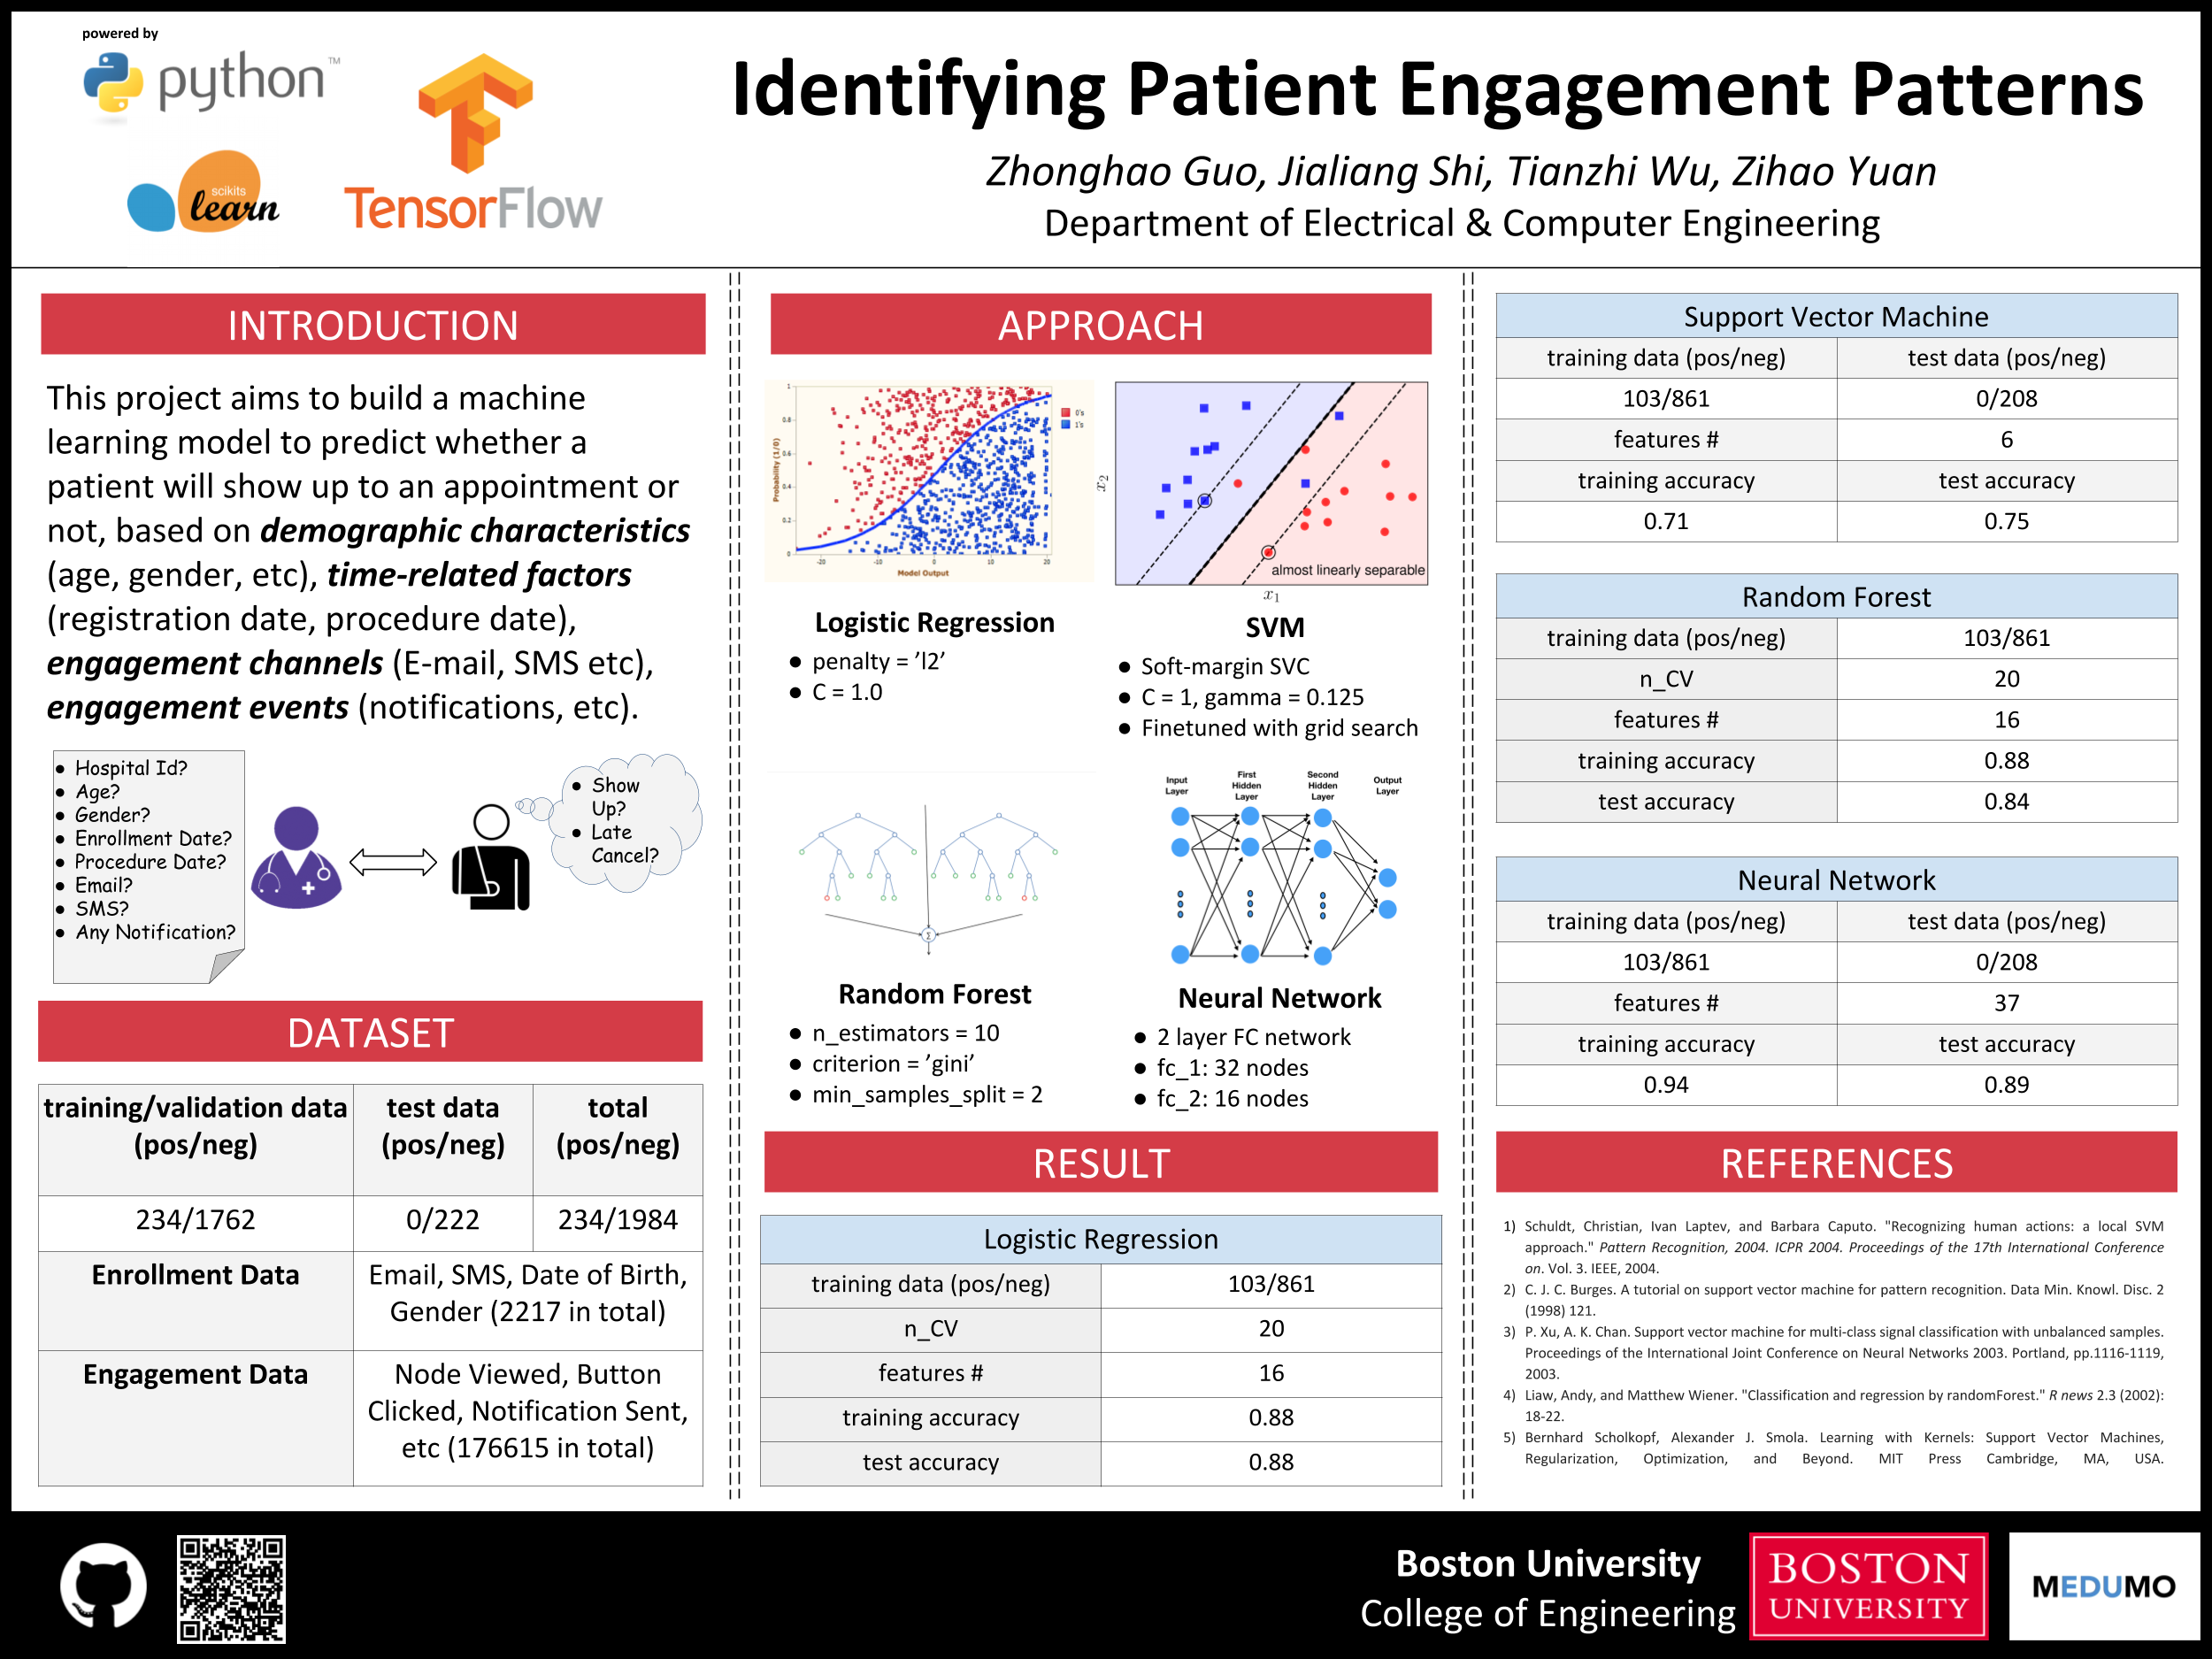 powered by
python™
scikits
learn
TensorFlow
Identifying Patient Engagement Patterns
Zhonghao Guo, Jialiang Shi, Tianzhi Wu, Zihao Yuan
Department of Electrical & Computer Engineering
INTRODUCTION
This project aims to build a machine
learning model to predict whether a
patient will show up to an appointment or
not, based on demographic characteristics
(age, gender, etc), time-related factors
(registration date, procedure date),
engagement channels (E-mail, SMS etc),
engagement events (notifications, etc).
● Hospital Id?
● Age?
● Gender?
● Enrollment Date?
● Procedure Date?
● Email?
● SMS?
● Any Notification?
● Show
Up?
● Late
Cancel?
DATASET
training/validation data
(pos/neg)
test data
(pos/neg)
total
(pos/neg)
234/1762
0/222
234/1984
Enrollment Data
Email, SMS, Date of Birth,
Gender (2217 in total)
Engagement Data
Node Viewed, Button
Clicked, Notification Sent,
etc (176615 in total)
APPROACH
Probability (1/0)
1
0.8
0.6
0.4
0.2
0
-20
-10
0
10
20
Model Output
0's
1's
Logistic Regression
● penalty = ’l2’
● C = 1.0
x2
almost linearly separable
x1
SVM
● Soft-margin SVC
● C = 1, gamma = 0.125
● Finetuned with grid search
Σ
Random Forest
● n_estimators = 10
● criterion = ’gini’
● min_samples_split = 2
Input
Layer
First
Hidden
Layer
Second
Hidden
Layer
Output
Layer
Neural Network
● 2 layer FC network
● fc_1: 32 nodes
● fc_2: 16 nodes
RESULT
Logistic Regression
training data (pos/neg) 103/861
n_CV 20
features # 16
training accuracy 0.88
test accuracy 0.88
Support Vector Machine
training data (pos/neg) test data (pos/neg)
103/861 0/208
features # 6
training accuracy test accuracy
0.71 0.75
Random Forest
training data (pos/neg) 103/861
n_CV 20
features # 16
training accuracy 0.88
test accuracy 0.84
Neural Network
training data (pos/neg) test data (pos/neg)
103/861 0/208
features # 37
training accuracy test accuracy
0.94 0.89
REFERENCES
1) Schuldt, Christian, Ivan Laptev, and Barbara Caputo. "Recognizing human actions: a local SVM
approach." Pattern Recognition, 2004. ICPR 2004. Proceedings of the 17th International Conference
on. Vol. 3. IEEE, 2004.
2) C. J. C. Burges. A tutorial on support vector machine for pattern recognition. Data Min. Knowl. Disc. 2
(1998) 121.
3) P. Xu, A. K. Chan. Support vector machine for multi-class signal classification with unbalanced samples.
Proceedings of the International Joint Conference on Neural Networks 2003. Portland, pp.1116-1119,
2003.
4) Liaw, Andy, and Matthew Wiener. "Classification and regression by randomForest." R news 2.3 (2002):
18-22.
5) Bernhard Scholkopf, Alexander J. Smola. Learning with Kernels: Support Vector Machines,
Regularization, Optimization, and Beyond. MIT Press Cambridge, MA, USA.
Boston University
College of Engineering
BOSTON
UNIVERSITY
MEDUMO